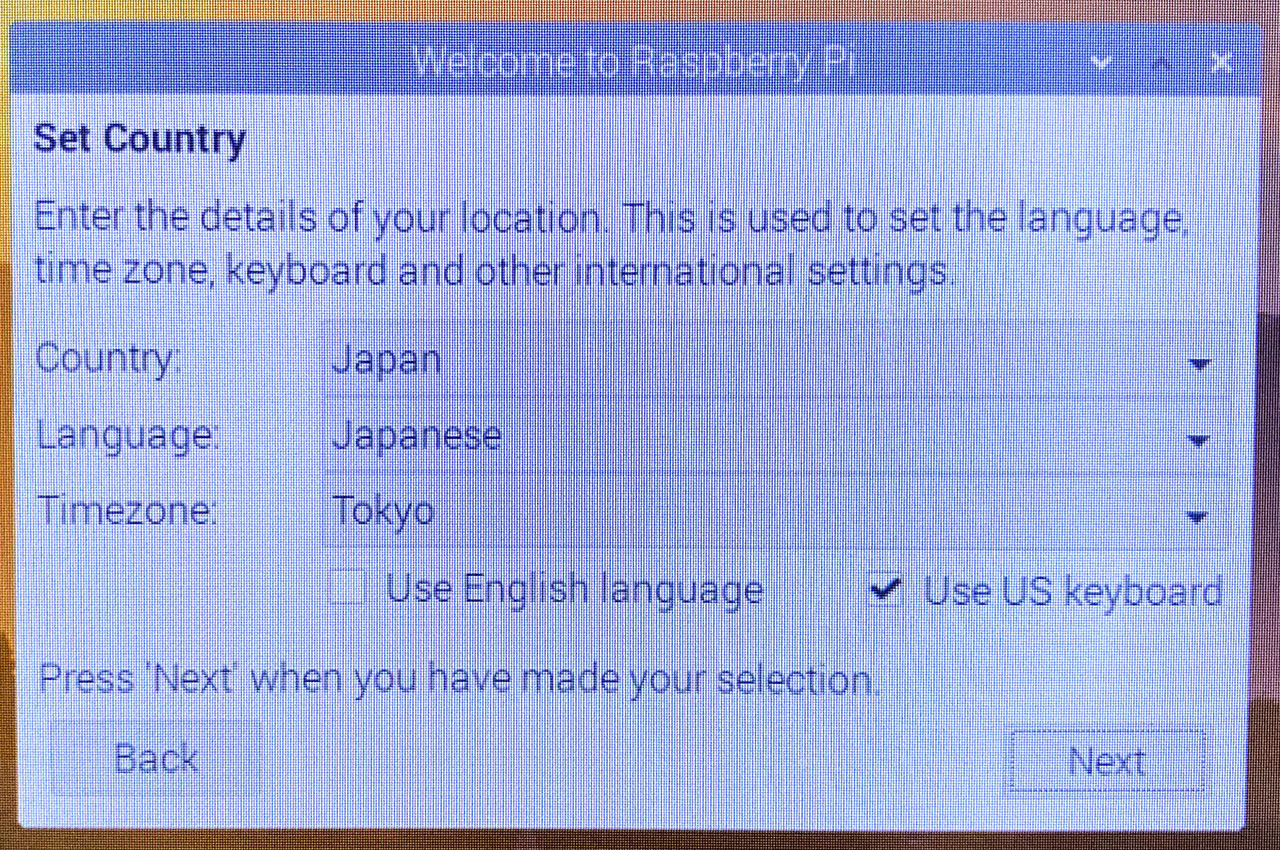 Welcome to Raspberry Pi
Set Country
Enter the details of your location. This is used to set the language,
time zone, keyboard and other international settings.
Country: Japan
Language: Japanese
Timezone: Tokyo
Use English language Use US keyboard
Press 'Next' when you have made your selection.
Back Next